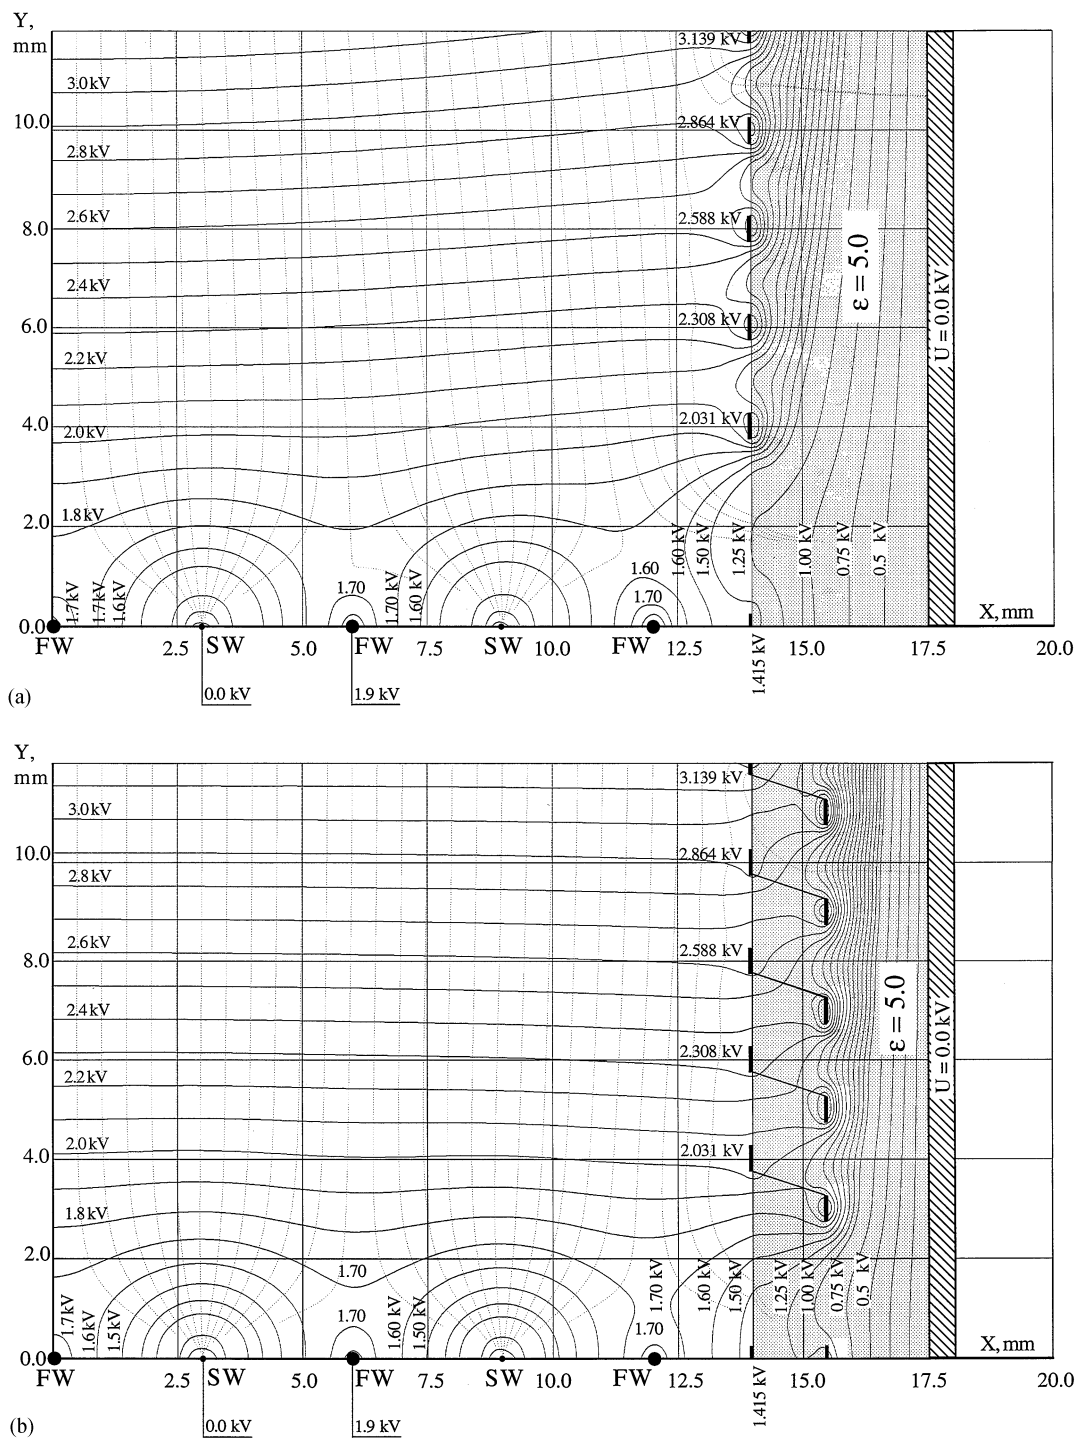 Y,
mm
3.139 kV
3.0 kV
10.0
2.864 kV
2.8 kV
2.6 kV
2.588 kV
8.0
ε = 5.0
2.4 kV
U = 0.0 kV
6.0
2.308 kV
2.2 kV
4.0
2.0 kV
2.031 kV
1.8 kV
2.0
1.60 kV
1.50 kV
1.25 kV
1.00 kV
0.75 kV
0.5 kV
1.7 kV
1.7 kV
1.6 kV
1.70
1.70 kV
1.60 kV
1.60
1.70
0.0
X, mm
FW 2.5 SW 5.0 FW 7.5 SW 10.0 FW 12.5 15.0 17.5 20.0
1.415 kV
(a)
0.0 kV
1.9 kV
Y,
mm
3.139 kV
3.0 kV
10.0
2.864 kV
2.8 kV
2.6 kV
2.588 kV
8.0
ε = 5.0
2.4 kV
U = 0.0 kV
6.0
2.308 kV
2.2 kV
2.0 kV
2.031 kV
4.0
1.8 kV
2.0
1.70
1.70 kV
1.60 kV
1.50 kV
1.25 kV
1.00 kV
0.75 kV
0.5 kV
1.7 kV
1.6 kV
1.5 kV
1.70
1.60 kV
1.50 kV
1.70
0.0
X, mm
FW 2.5 SW 5.0 FW 7.5 SW 10.0 FW 12.5 15.0 17.5 20.0
1.415 kV
(b)
0.0 kV
1.9 kV